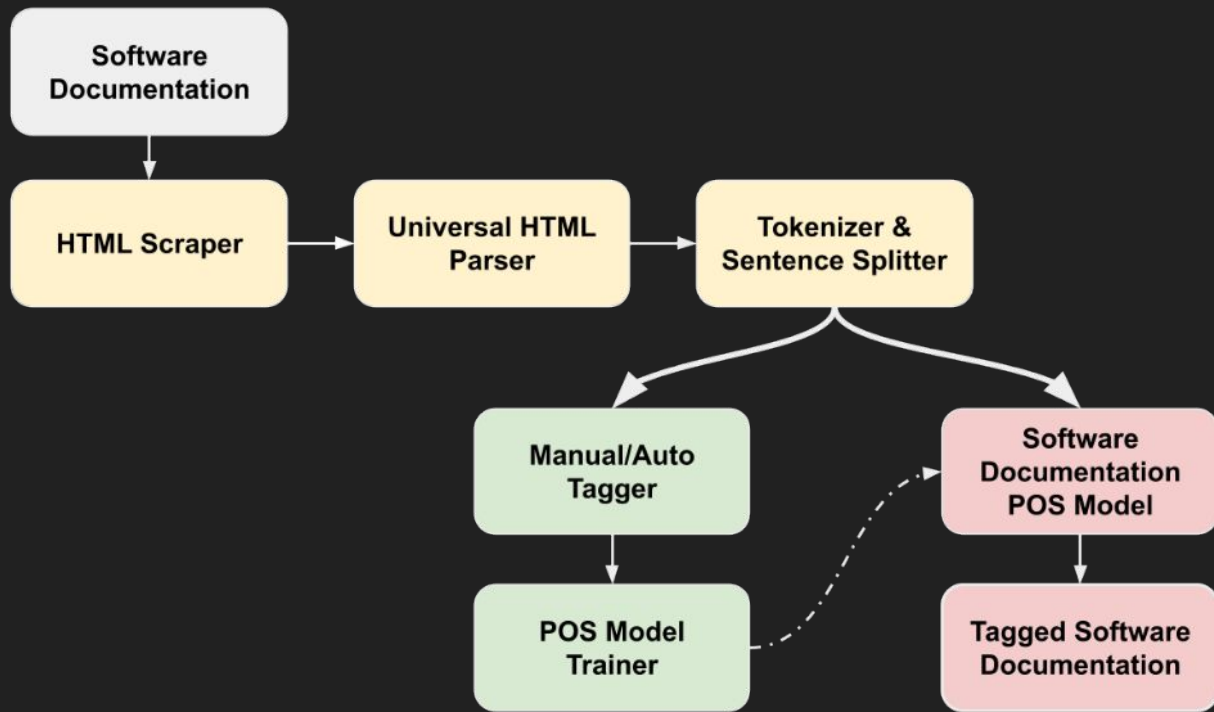 Software
Documentation
HTML Scraper
Universal HTML
Parser
Tokenizer &
Sentence Splitter
Manual/Auto
Tagger
Software
Documentation
POS Model
POS Model
Trainer
Tagged Software
Documentation